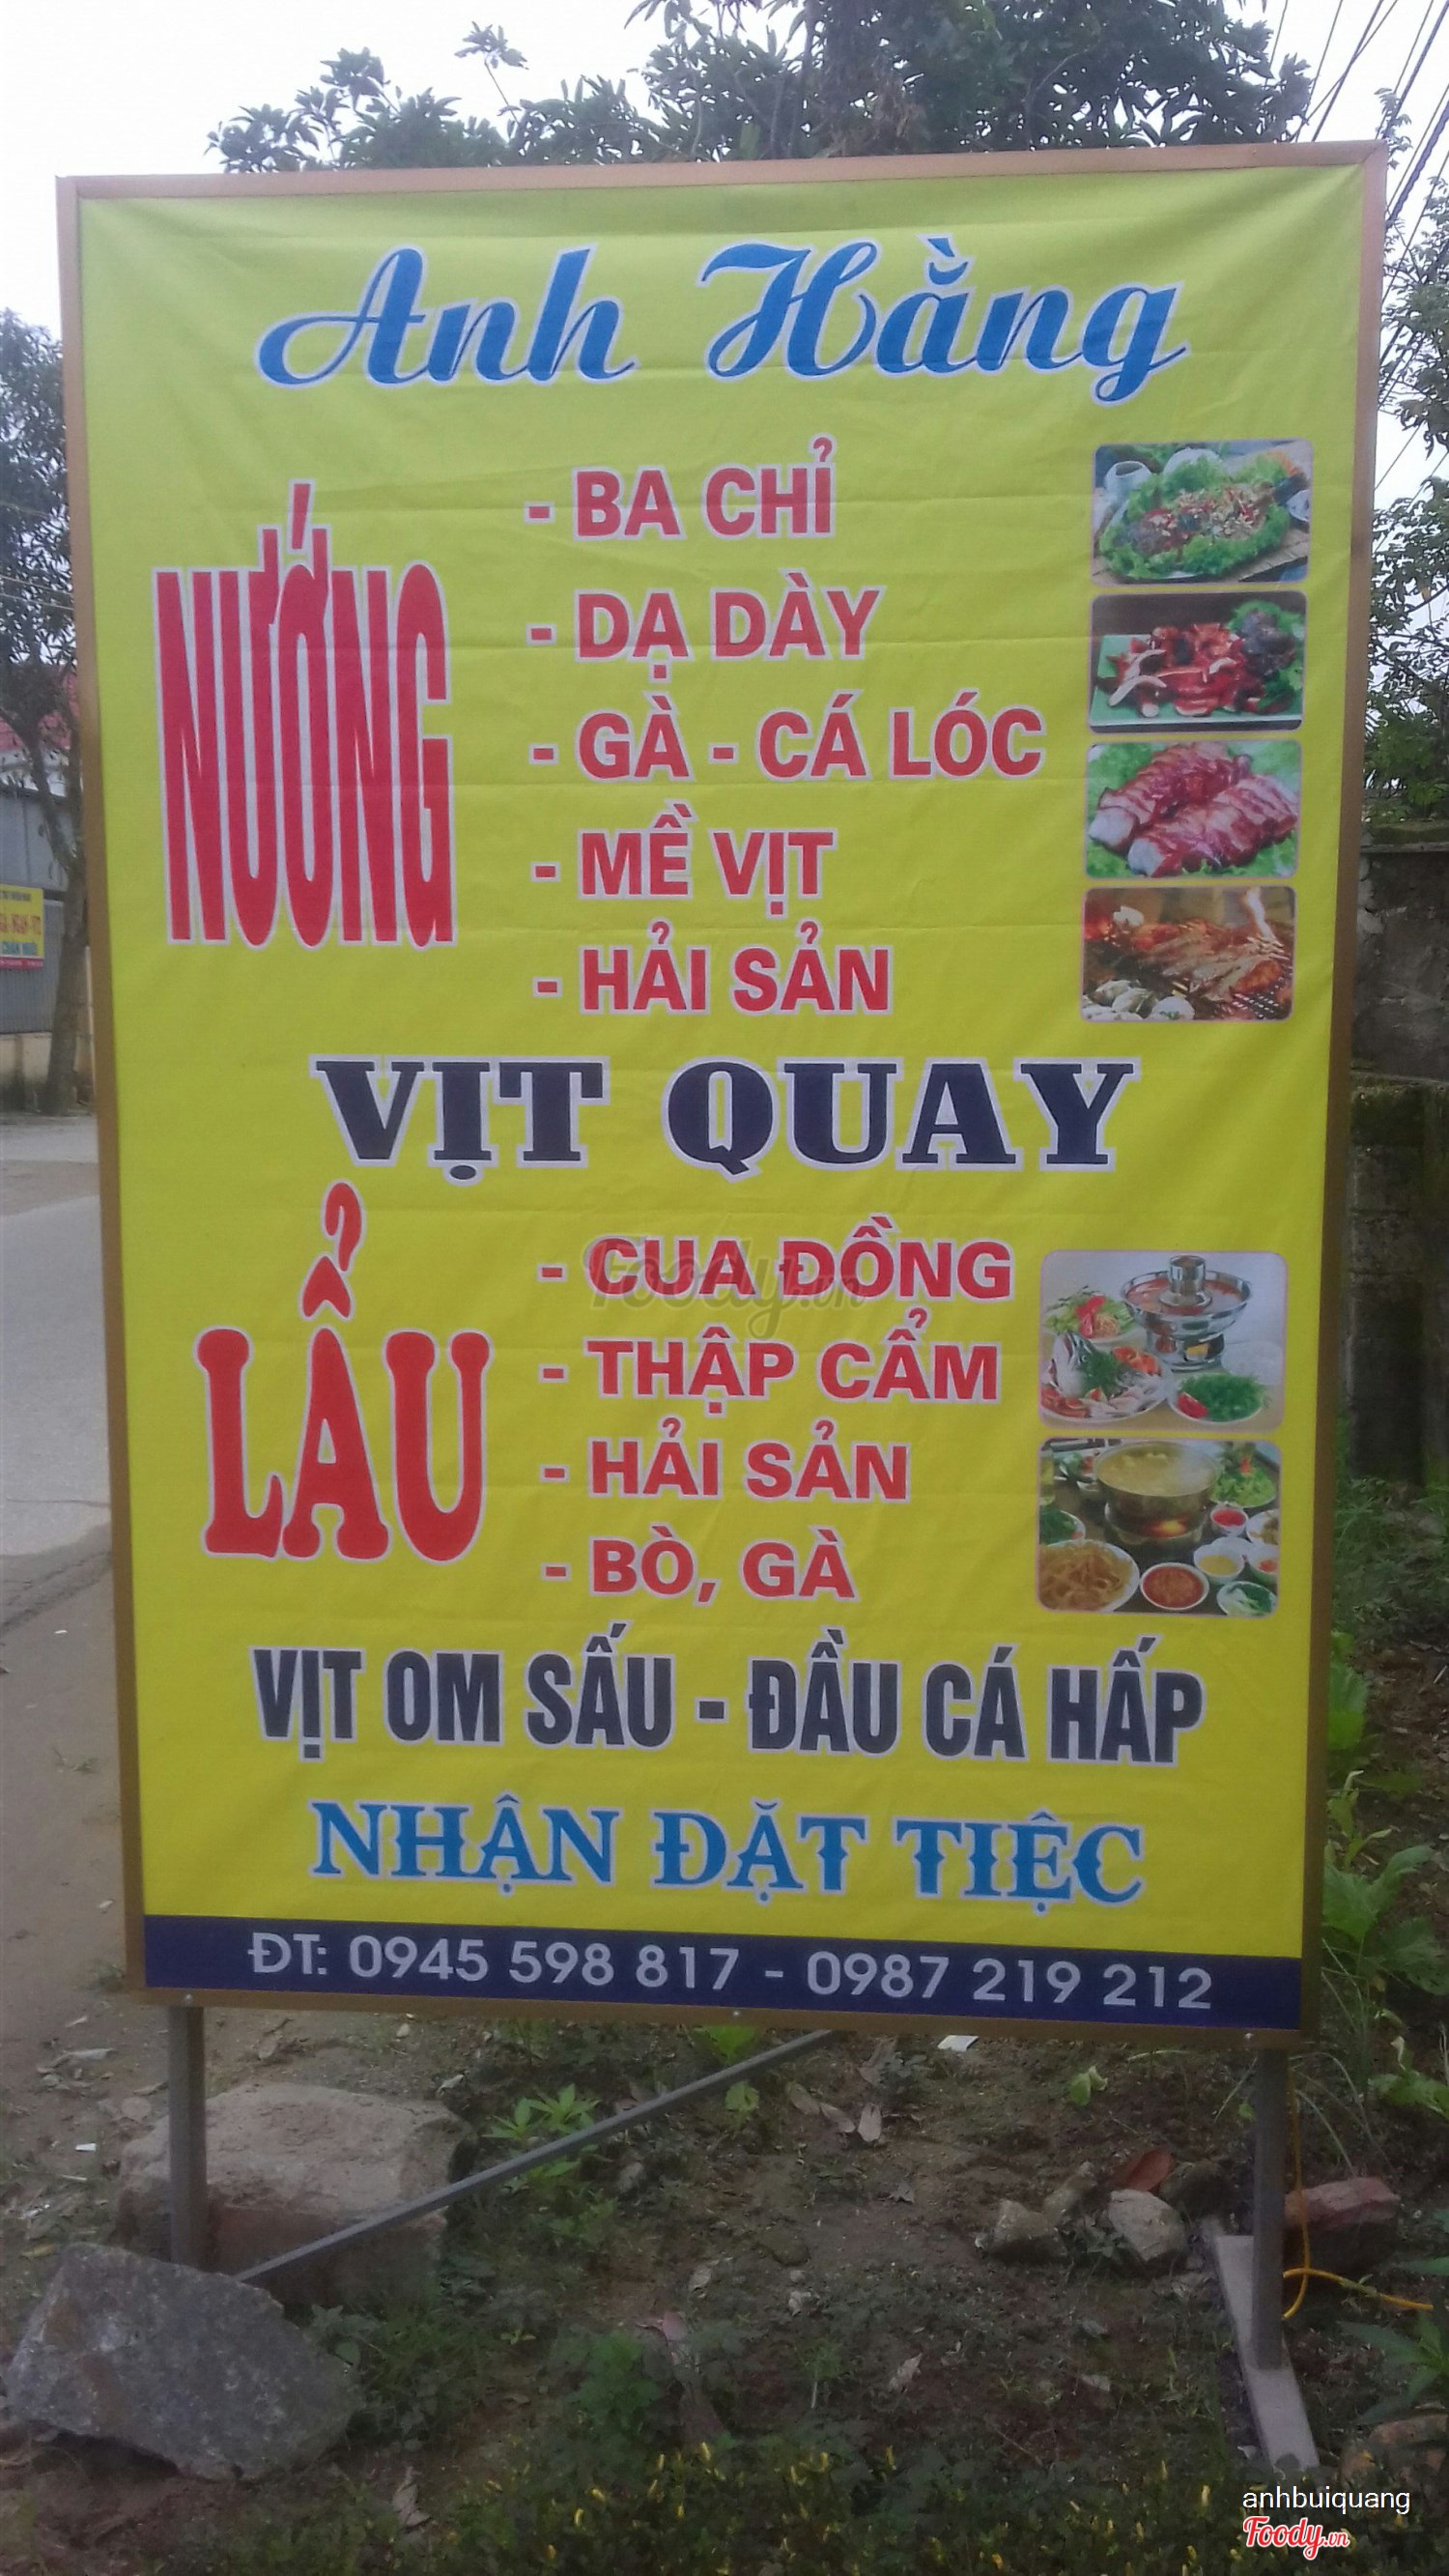 Anh Hằng
NƯỚNG
- BA CHỈ
- DẠ DÀY
- GÀ - CÁ LÓC
- MỀ VỊT
- HẢI SẢN
VỊT QUAY
LẨU
- CUA ĐỒNG
- THẬP CẨM
- HẢI SẢN
- BÒ, GÀ
VỊT OM SẤU - ĐẦU CÁ HẤP
NHẬN ĐẶT TIỆC
ĐT: 0945 598 817 - 0987 219 212
Foody.vn
anhbuiquang
Foody.vn